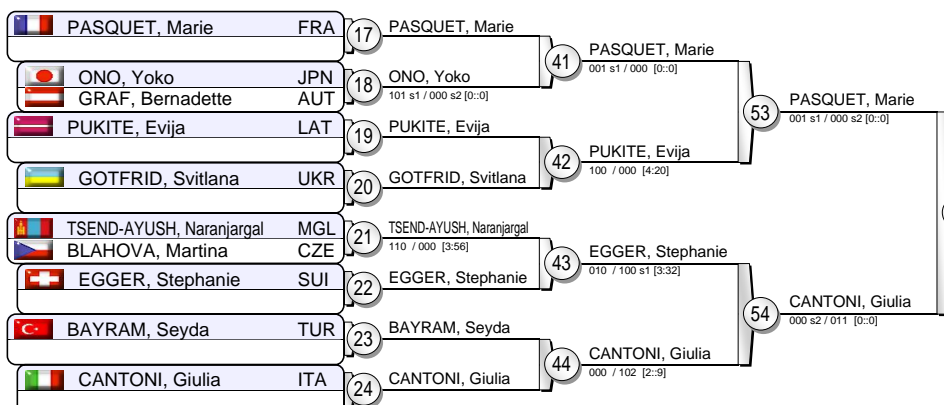 PASQUET, Marie FRA
17
PASQUET, Marie
ONO, Yoko JPN
GRAF, Bernadette AUT
18
ONO, Yoko
101 s1 / 000 s2 [0::0]
41
PASQUET, Marie
001 s1 / 000 [0::0]
PUKITE, Evija LAT
19
PUKITE, Evija
GOTFRID, Svitlana UKR
20
GOTFRID, Svitlana
42
PUKITE, Evija
100 / 000 [4:20]
53
PASQUET, Marie
001 s1 / 000 s2 [0::0]
TSEND-AYUSH, Naranjargal MGL
BLAHOVA, Martina CZE
21
TSEND-AYUSH, Naranjargal
110 / 000 [3:56]
EGGER, Stephanie SUI
22
EGGER, Stephanie
43
EGGER, Stephanie
010 / 100 s1 [3:32]
BAYRAM, Seyda TUR
23
BAYRAM, Seyda
CANTONI, Giulia ITA
24
CANTONI, Giulia
44
CANTONI, Giulia
000 / 102 [2::9]
54
CANTONI, Giulia
000 s2 / 011 [0::0]